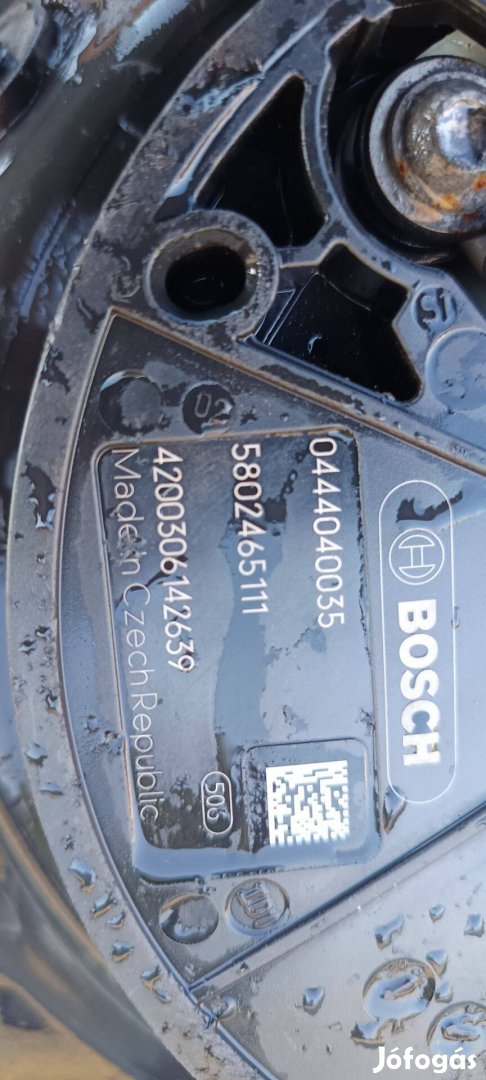 BOSCH
0444040035
5802465111
4200306142639
Made in Czech Republic
506
02
Jófogás